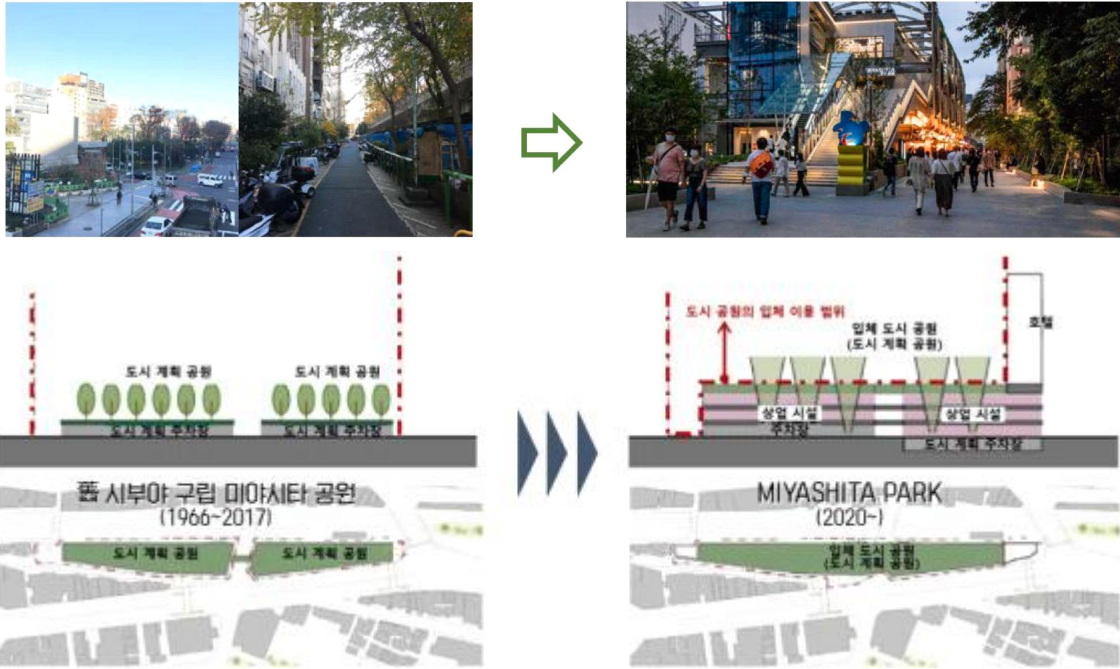 도시 계획 공원
도시 계획 공원
도시 계획 주차장
도시 계획 주차장
舊 시부야 구립 미야시타 공원
(1966~2017)
도시 계획 공원
도시 계획 공원
도시 공원의 입체 이용 범위
입체 도시 공원
(도시 계획 공원)
호텔
상업 시설
상업 시설
주차장
도시 계획 주차장
MIYASHITA PARK
(2020~)
입체 도시 공원
(도시 계획 공원)